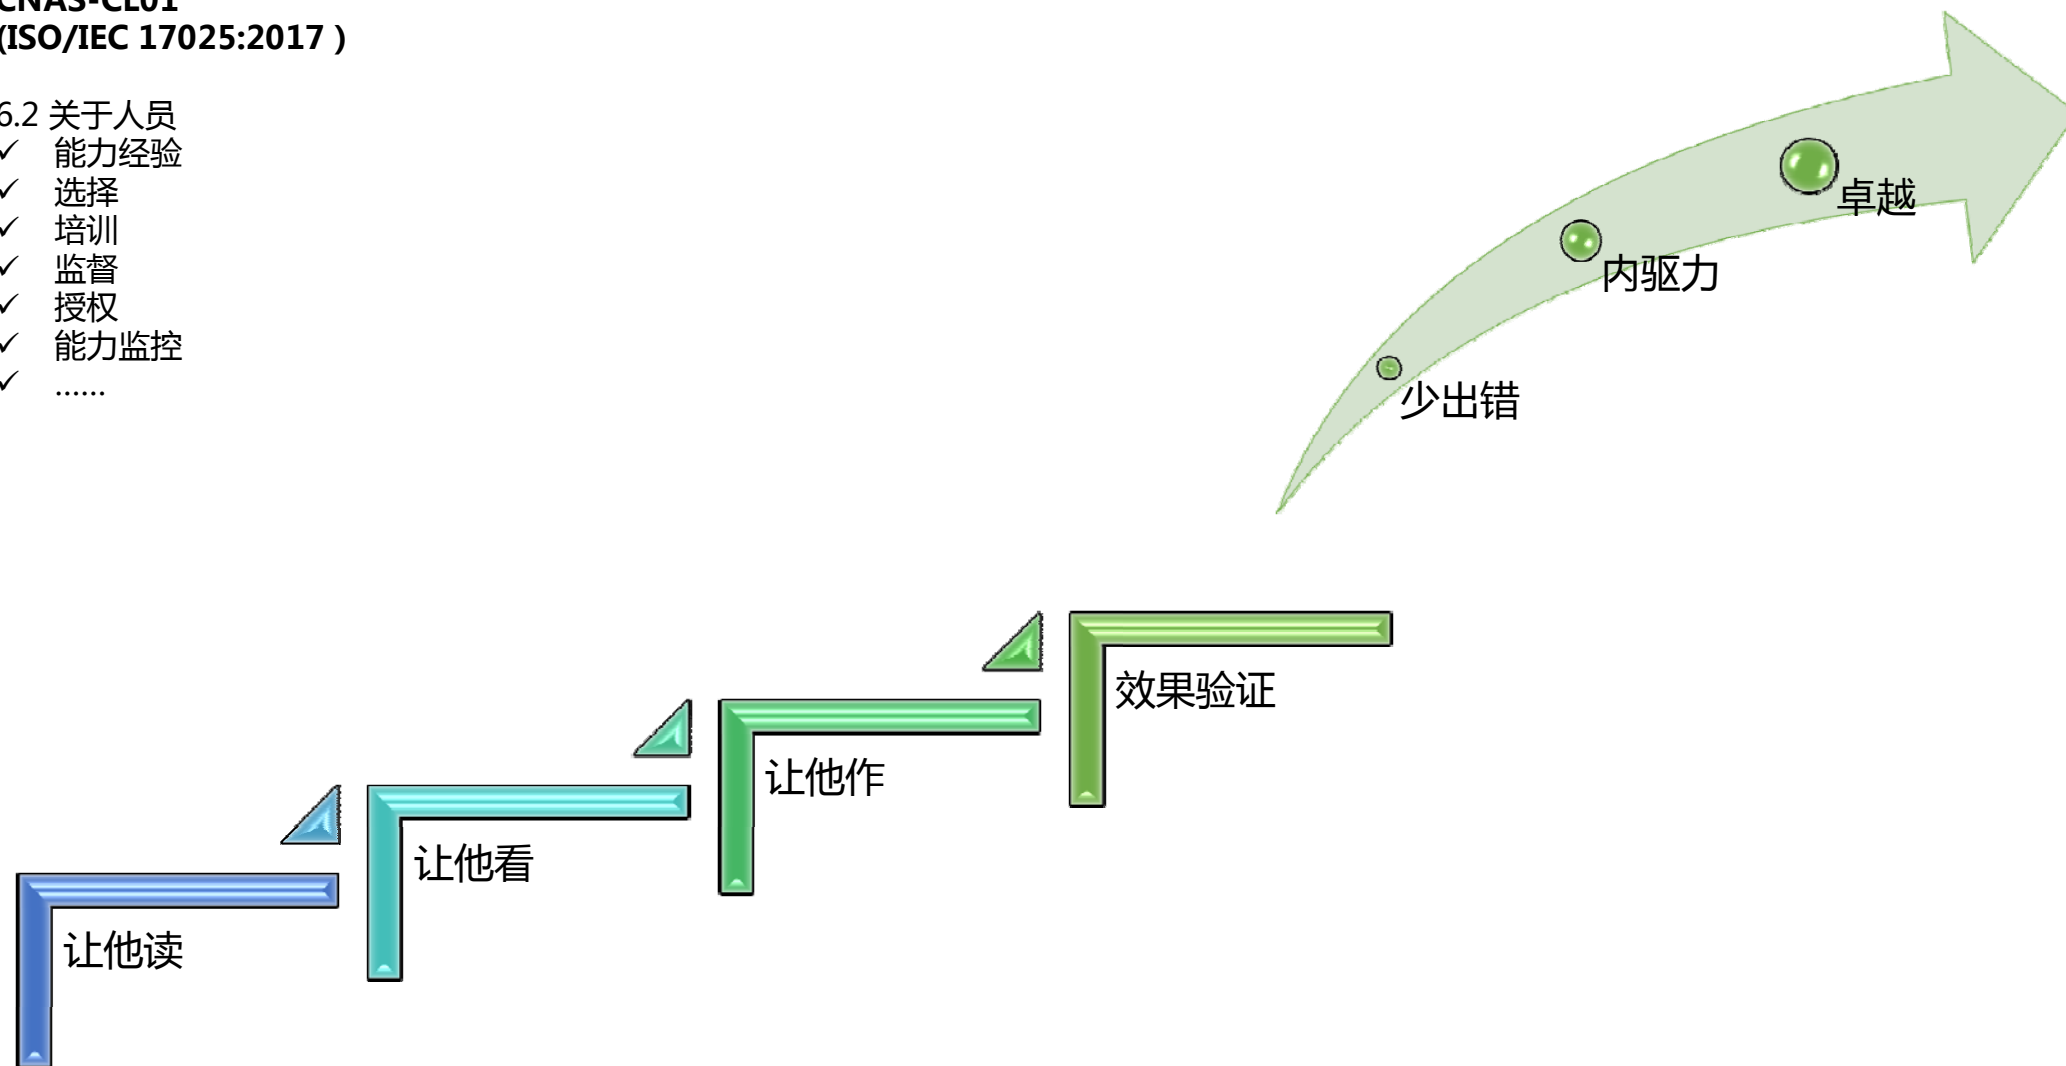 CNAS-CL01
(ISO/IEC 17025:2017 )
6.2 关于人员
✓ 能力经验
✓ 选择
✓ 培训
✓ 监督
✓ 授权
✓ 能力监控
✓ ......
卓越
内驱力
少出错
效果验证
让他作
让他看
让他读